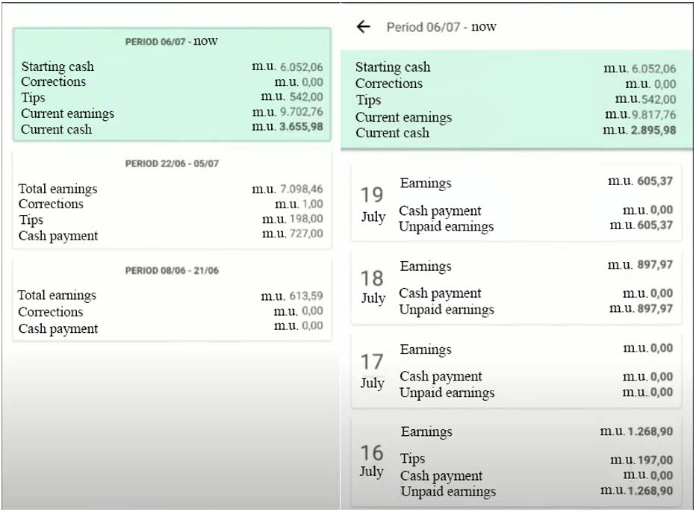 PERIOD 06/07 - now
Starting cash m.u. 6.052,06
Corrections m.u. 0,00
Tips m.u. 542,00
Current earnings m.u. 9.702,76
Current cash m.u. 3.655,98
PERIOD 22/06 - 05/07
Total earnings m.u. 7.098,46
Corrections m.u. 1,00
Tips m.u. 198,00
Cash payment m.u. 727,00
PERIOD 08/06 - 21/06
Total earnings m.u. 613,59
Corrections m.u. 0,00
Cash payment m.u. 0,00
Period 06/07 - now
Starting cash m.u. 6.052,06
Corrections m.u. 0,00
Tips m.u.542,00
Current earnings m.u.9.817,76
Current cash m.u. 2.895,98
19 July
Earnings m.u. 605,37
Cash payment m.u. 0,00
Unpaid earnings m.u. 605,37
18 July
Earnings m.u. 897,97
Cash payment m.u. 0,00
Unpaid earnings m.u. 897,97
17 July
Earnings m.u. 0,00
Cash payment m.u. 0,00
Unpaid earnings m.u. 0,00
16 July
Earnings m.u. 1.268,90
Tips m.u. 197,00
Cash payment m.u. 0,00
Unpaid earnings m.u. 1.268,90